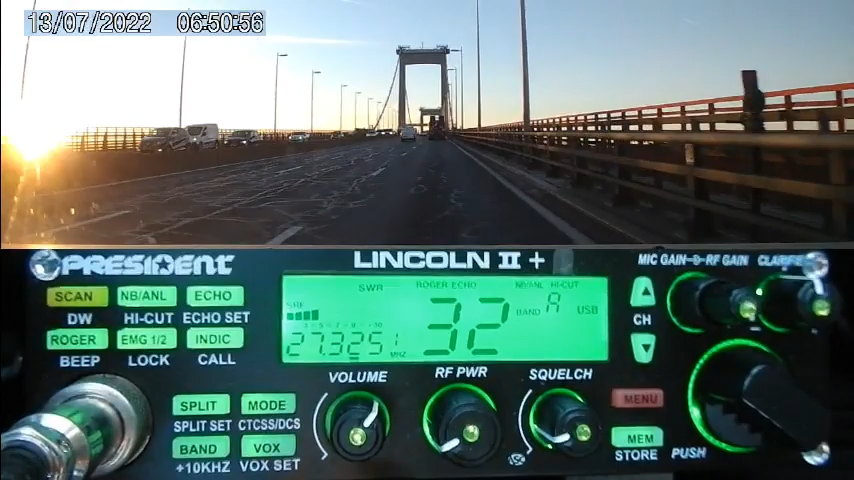 13/07/2022 06:50:56
PRESIDENT LINCOLN II + MIC GAIN RF GAIN
SCAN NB/ANL ECHO
DW HI-CUT ECHO SET
ROGER EMG 1/2 INDIC
BEEP LOCK CALL
SWR ROGER ECHO NB/ANL HI-CUT
32 BAND A USB
27.3251 MHz
CH
VOLUME RF PWR SQUELCH
SPLIT MODE
SPLIT SET CTCSS/DCS
BAND VOX
+10KHZ VOX SET
MENU
MEM
STORE PUSH